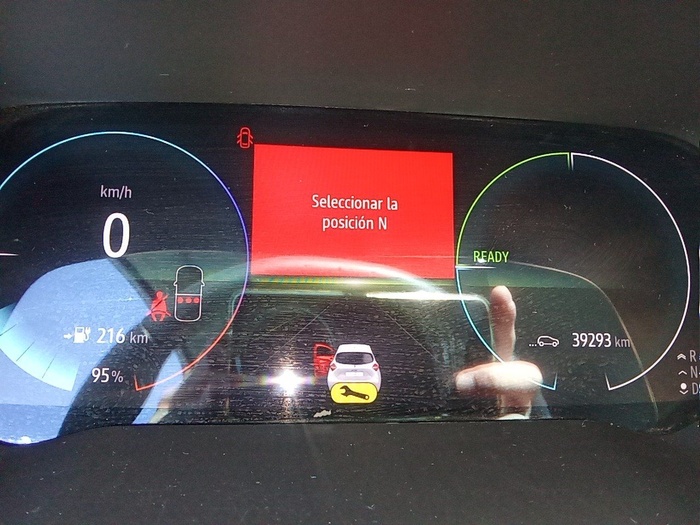 km/h
0
Seleccionar la
posición N
READY
216 km
95%
...
39293 km
R
N
D